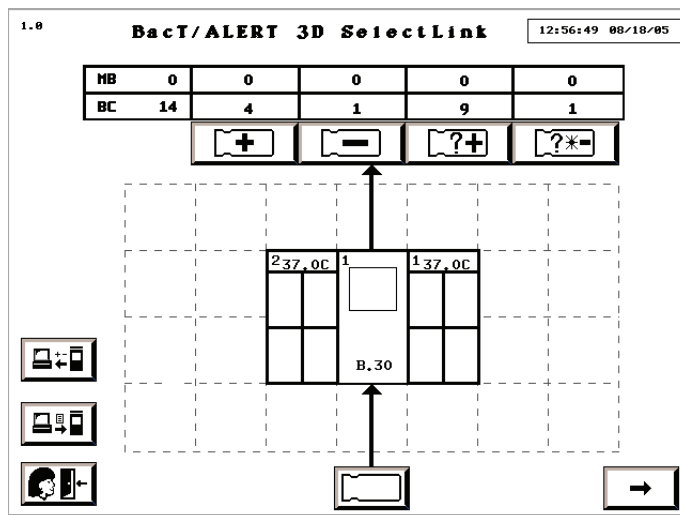 1.0
BacT/ALERT 3D SelectLink
12:56:49 08/18/05
MB 0 0 0 0 0
BC 14 4 1 9 1
+ − ?+ ?*-
2 37.0C 1 1 37.0C
B.30
+-